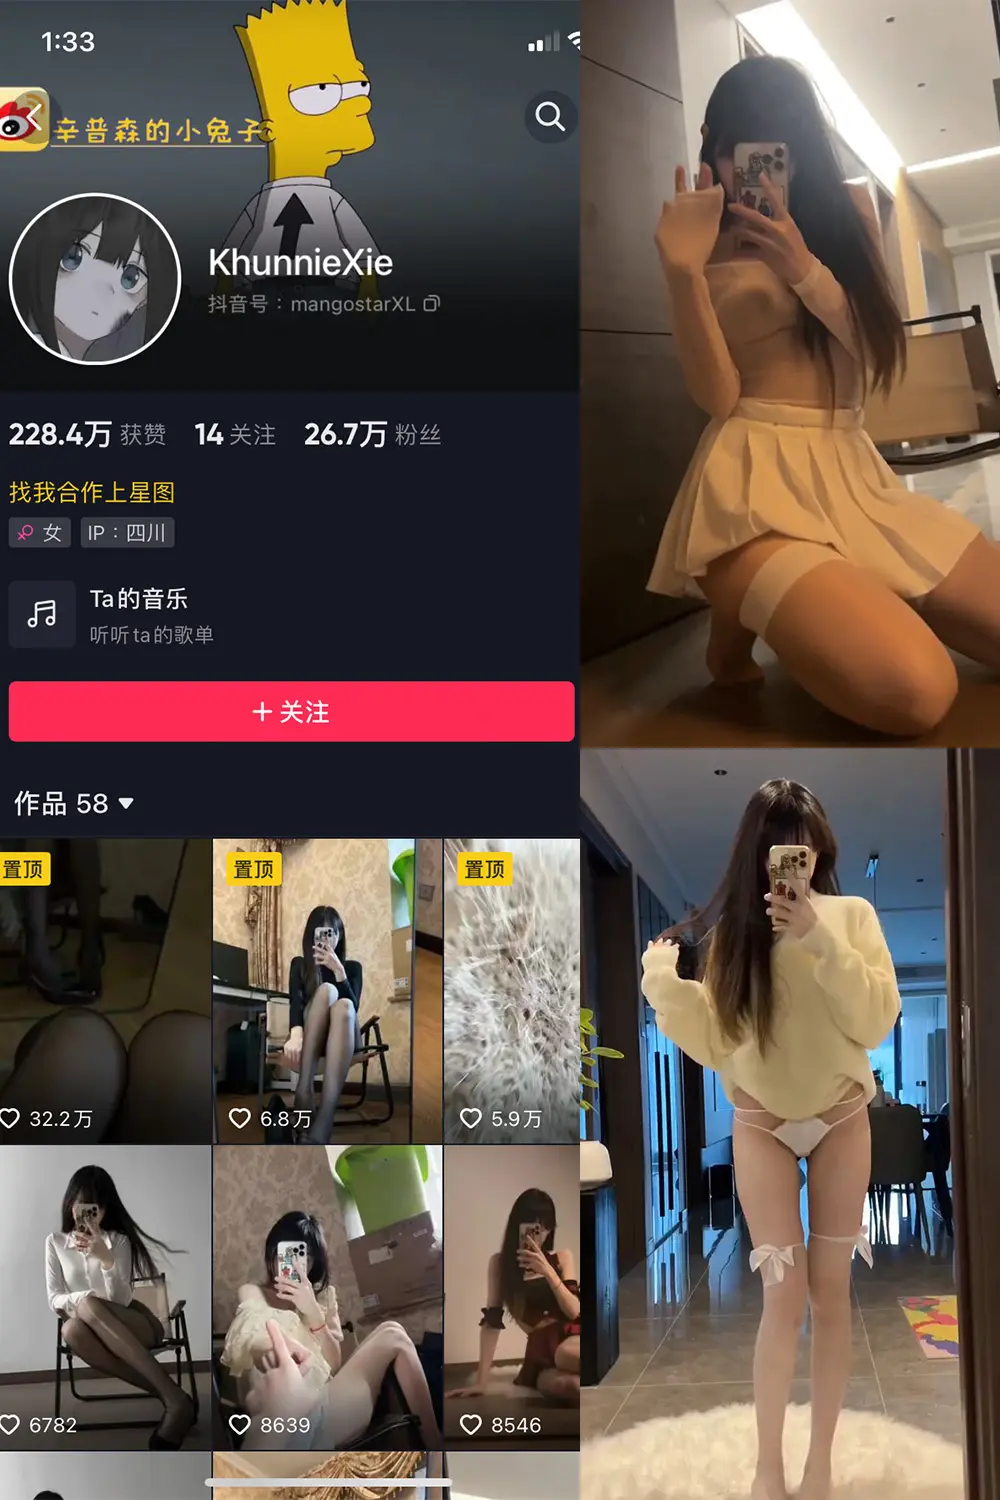 1:33
辛普森的小兔子
KhunnieXie
抖音号：mangostarXL
228.4万 获赞 14 关注 26.7万 粉丝
找我合作上星图
女 IP：四川
Ta的音乐
听听ta的歌单
+ 关注
作品 58
置顶 置顶 置顶
32.2万 6.8万 5.9万
6782 8639 8546